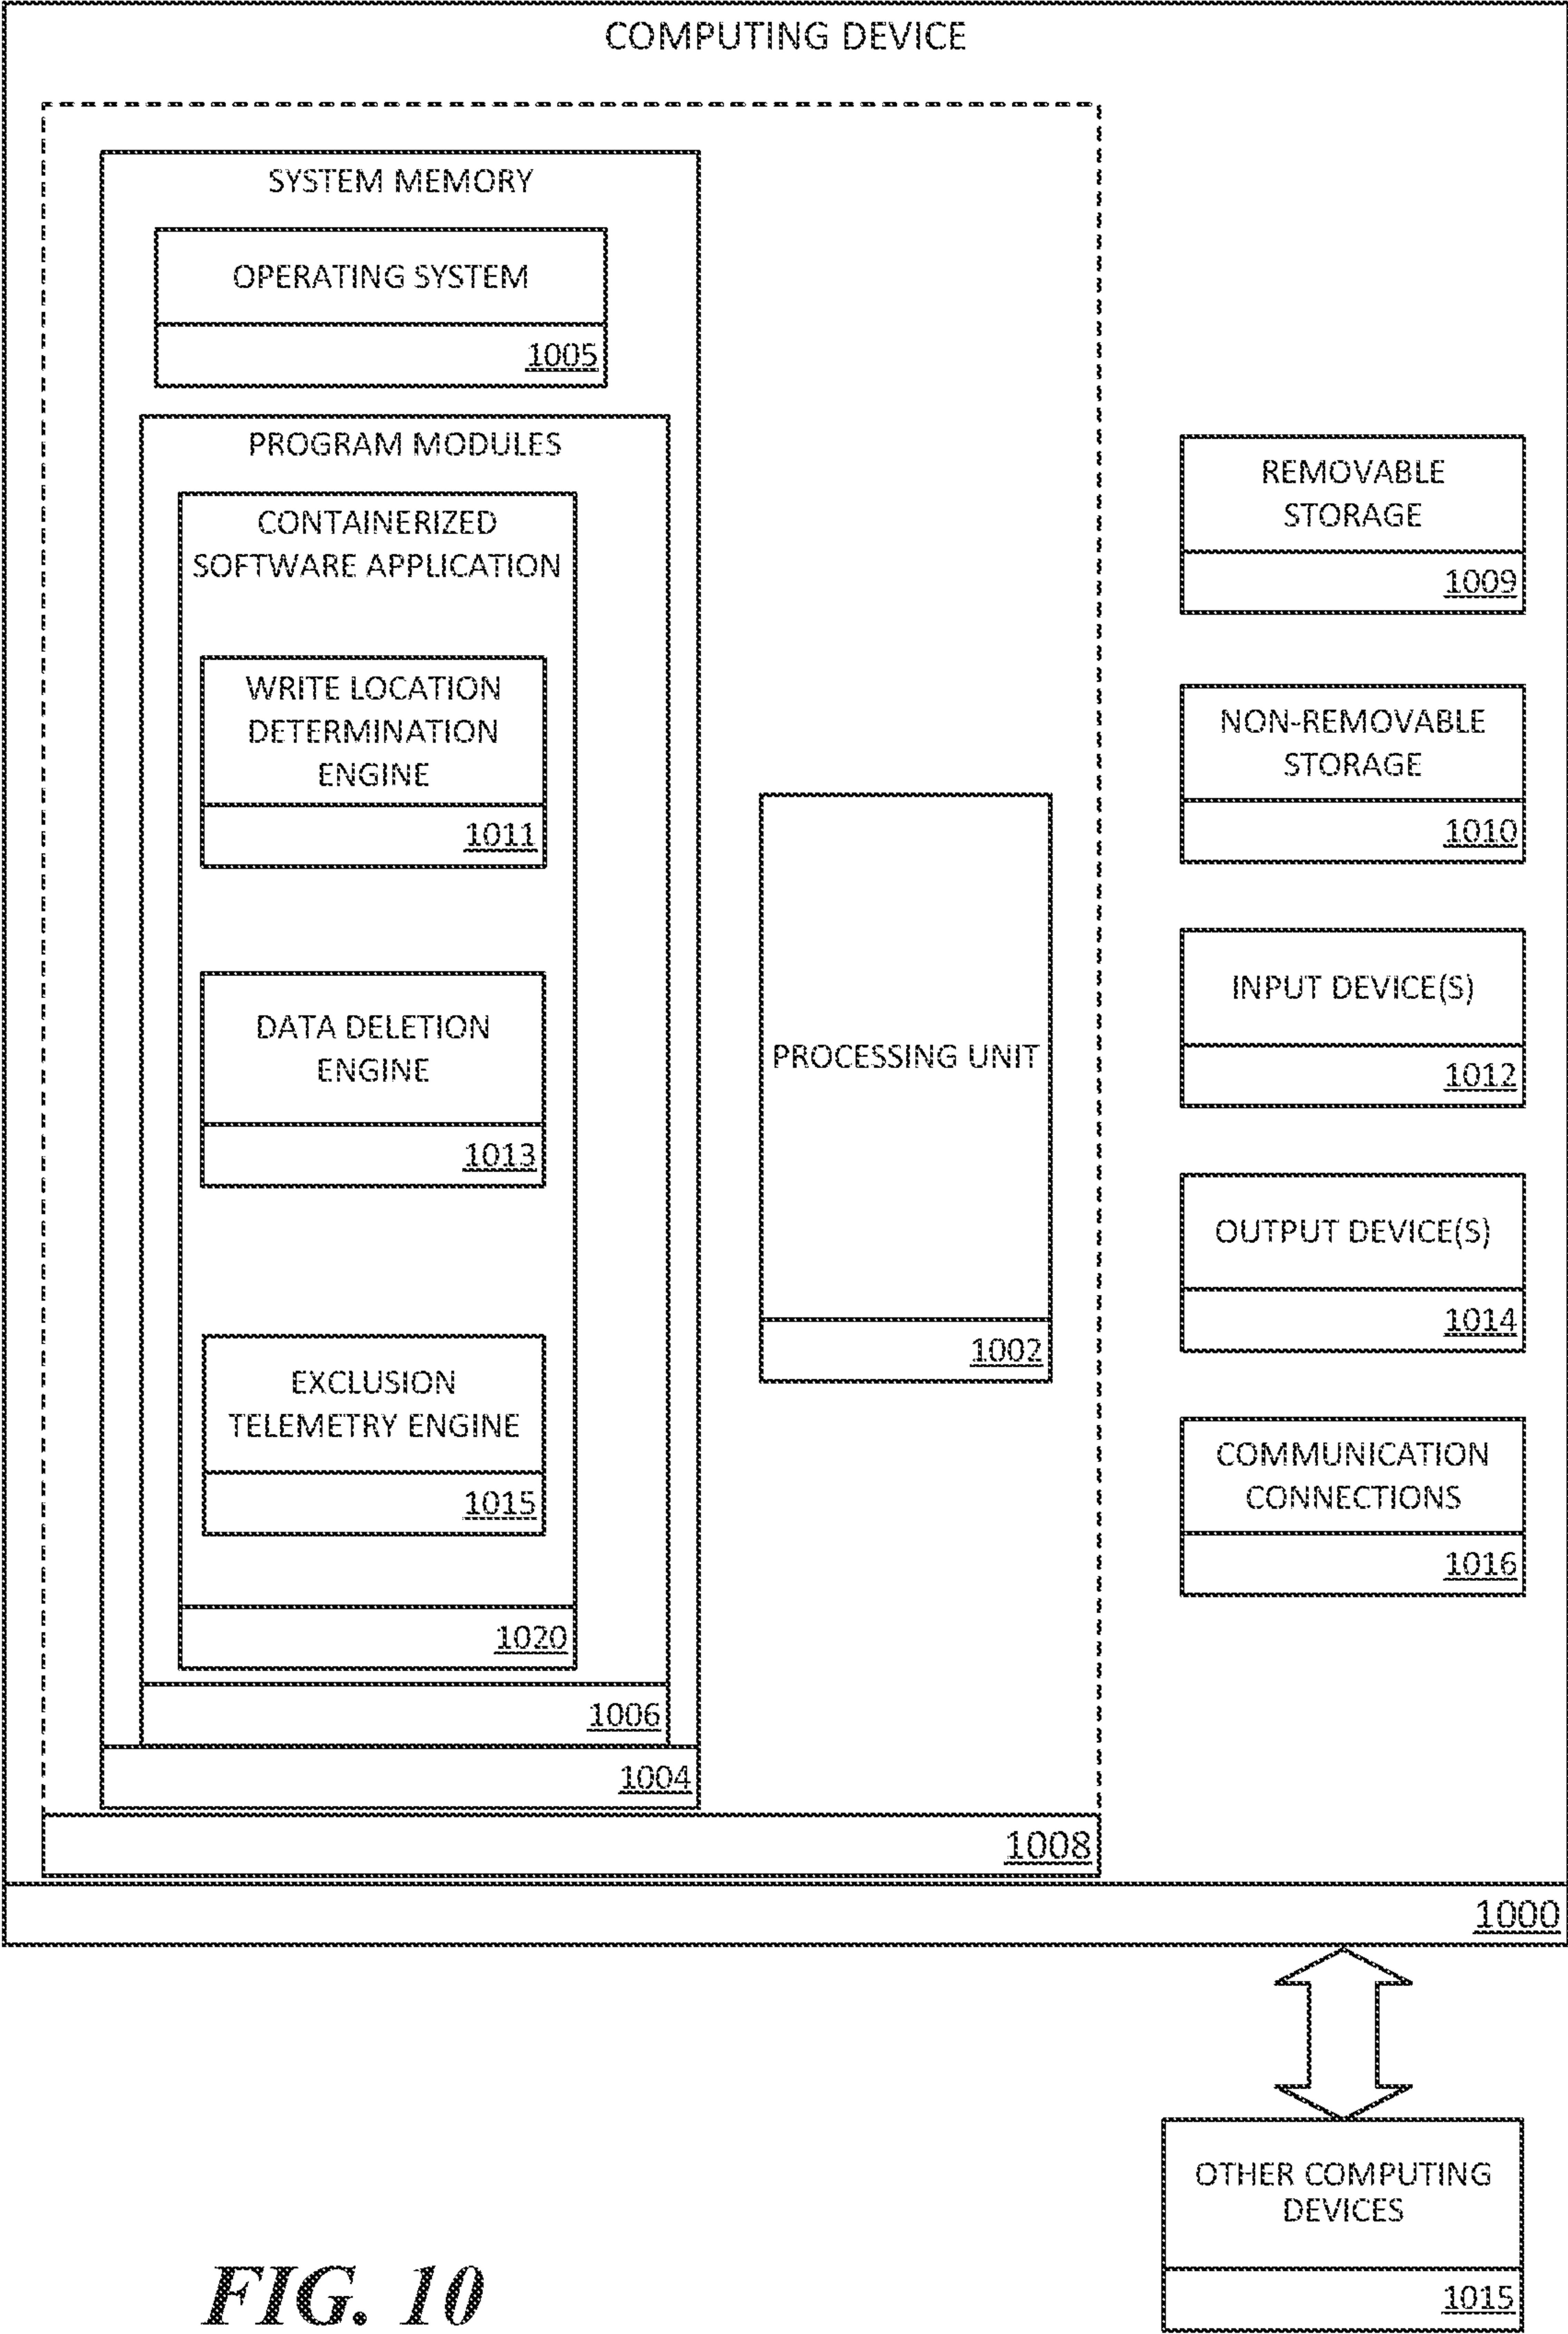 COMPUTING DEVICE
SYSTEM MEMORY
OPERATING SYSTEM
1005
PROGRAM MODULES
CONTAINERIZED
SOFTWARE APPLICATION
WRITE LOCATION
DETERMINATION
ENGINE
1011
DATA DELETION
ENGINE
1013
EXCLUSION
TELEMETRY ENGINE
1015
1020
1006
1004
PROCESSING UNIT
1002
1008
REMOVABLE
STORAGE
1009
NON-REMOVABLE
STORAGE
1010
INPUT DEVICE(S)
1012
OUTPUT DEVICE(S)
1014
COMMUNICATION
CONNECTIONS
1016
1000
OTHER COMPUTING
DEVICES
1015
FIG. 10